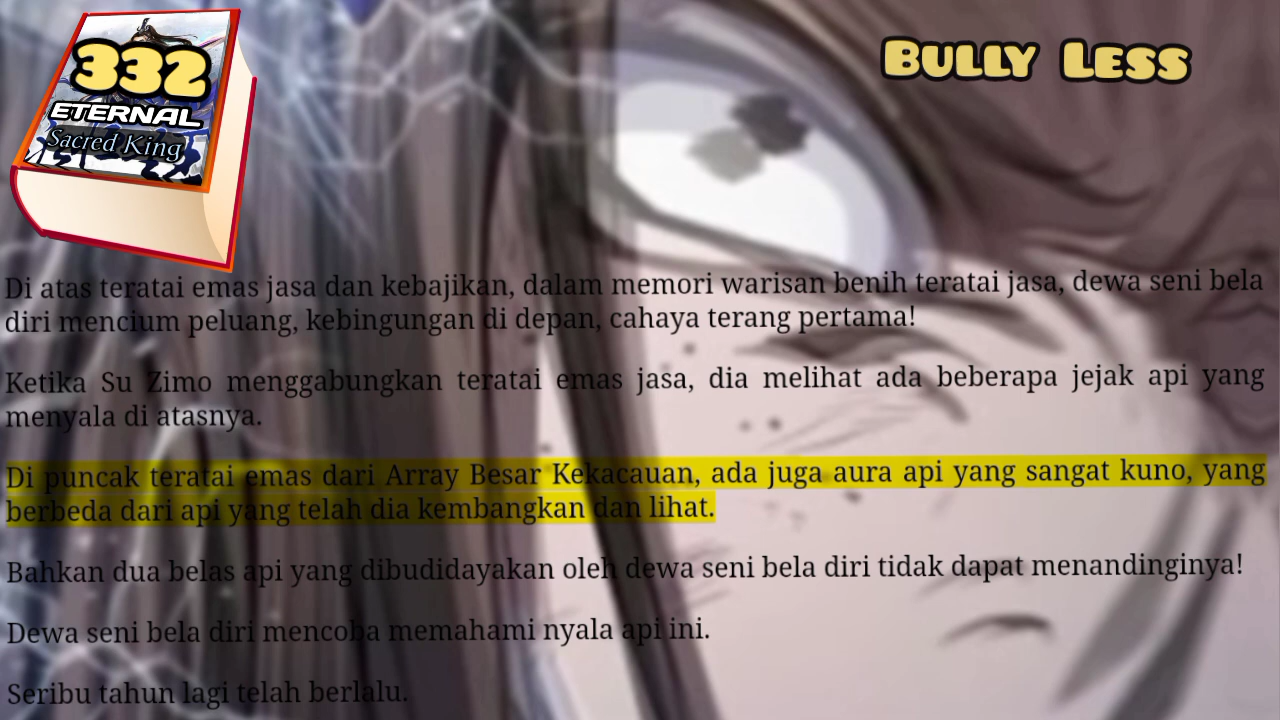 332
ETERNAL
Sacred King
BULLY LESS
Di atas teratai emas jasa dan kebajikan, dalam memori warisan benih teratai jasa, dewa seni bela
diri mencium peluang, kebingungan di depan, cahaya terang pertama!
Ketika Su Zimo menggabungkan teratai emas jasa, dia melihat ada beberapa jejak api yang
menyala di atasnya.
Di puncak teratai emas dari Array Besar Kekacauan, ada juga aura api yang sangat kuno, yang
berbeda dari api yang telah dia kembangkan dan lihat.
Bahkan dua belas api yang dibudidayakan oleh dewa seni bela diri tidak dapat menandinginya!
Dewa seni bela diri mencoba memahami nyala api ini.
Seribu tahun lagi telah berlalu.